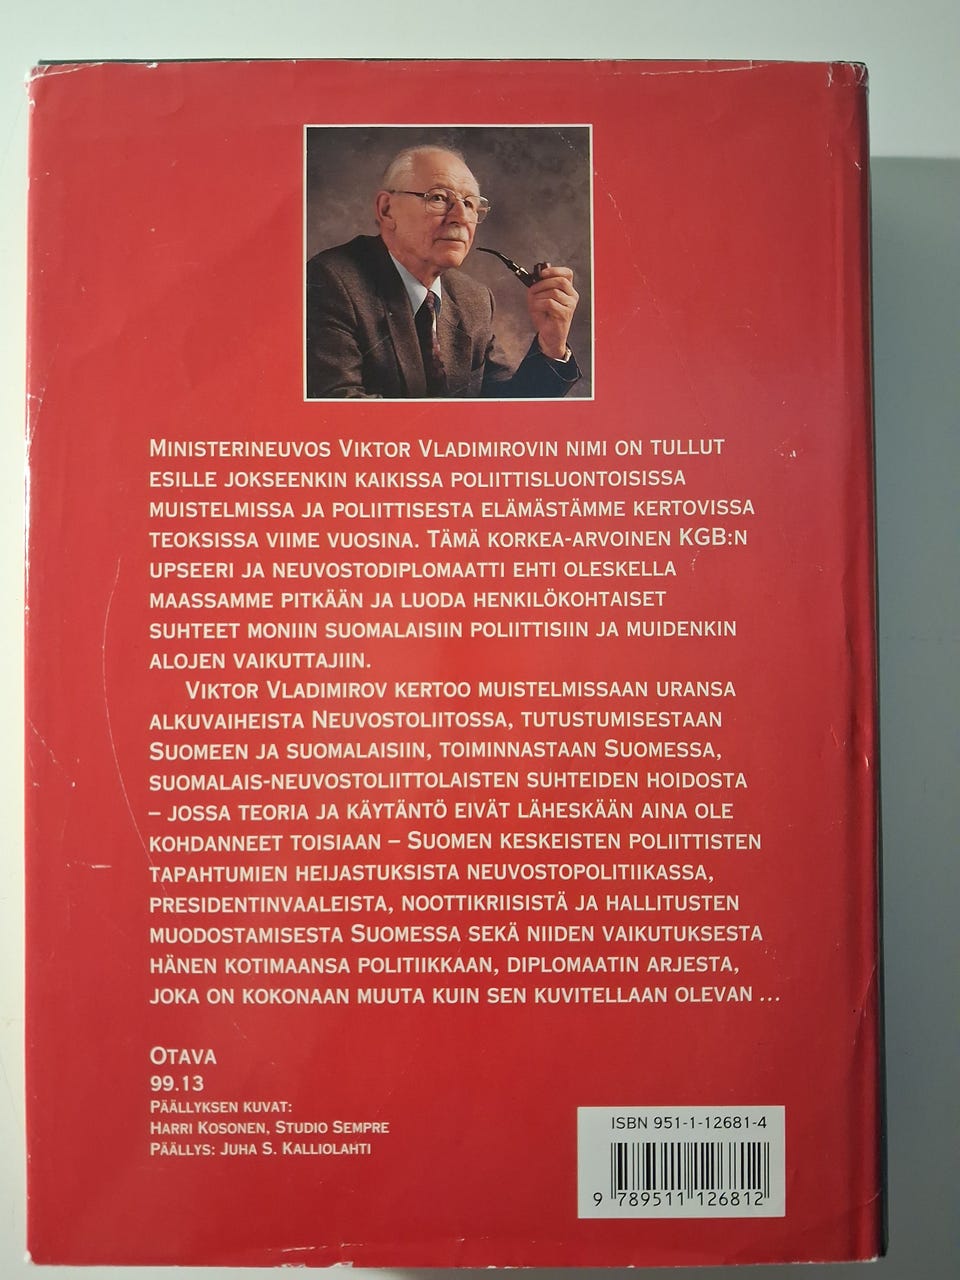 Ministerineuvos Viktor Vladimirovin nimi on tullut
esille jokseenkin kaikissa poliittisluontoisissa
muistelmissa ja poliittisesta elämästämme kertovissa
teoksissa viime vuosina. Tämä korkea-arvoinen KGB:n
upseeri ja neuvostodiplomaatti ehti oleskella
maassamme pitkään ja luoda henkilökohtaiset
suhteet moniin suomalaisiin poliittisiin ja muidenkin
alojen vaikuttajiin.
Viktor Vladimirov kertoo muistelmissaan uransa
alkuvaiheista Neuvostoliitossa, tutustumisestaan
Suomeen ja suomalaisiin, toiminnastaan Suomessa,
suomalais-neuvostoliittolaisten suhteiden hoidosta
– jossa teoria ja käytäntö eivät läheskään aina ole
kohdanneet toisiaan – Suomen keskeisten poliittisten
tapahtumien heijastuksista neuvostopolitiikassa,
presidentinvaaleista, noottikriisistä ja hallitusten
muodostamisesta Suomessa sekä niiden vaikutuksesta
hänen kotimaansa politiikkaan, diplomaatin arjesta,
joka on kokonaan muuta kuin sen kuvitellaan olevan ...
Otava
99.13
Päällyksen kuvat:
Harri Kosonen, Studio Sempre
Päällys: Juha S. Kalliolahti
ISBN 951-1-12681-4
9 789511 126812